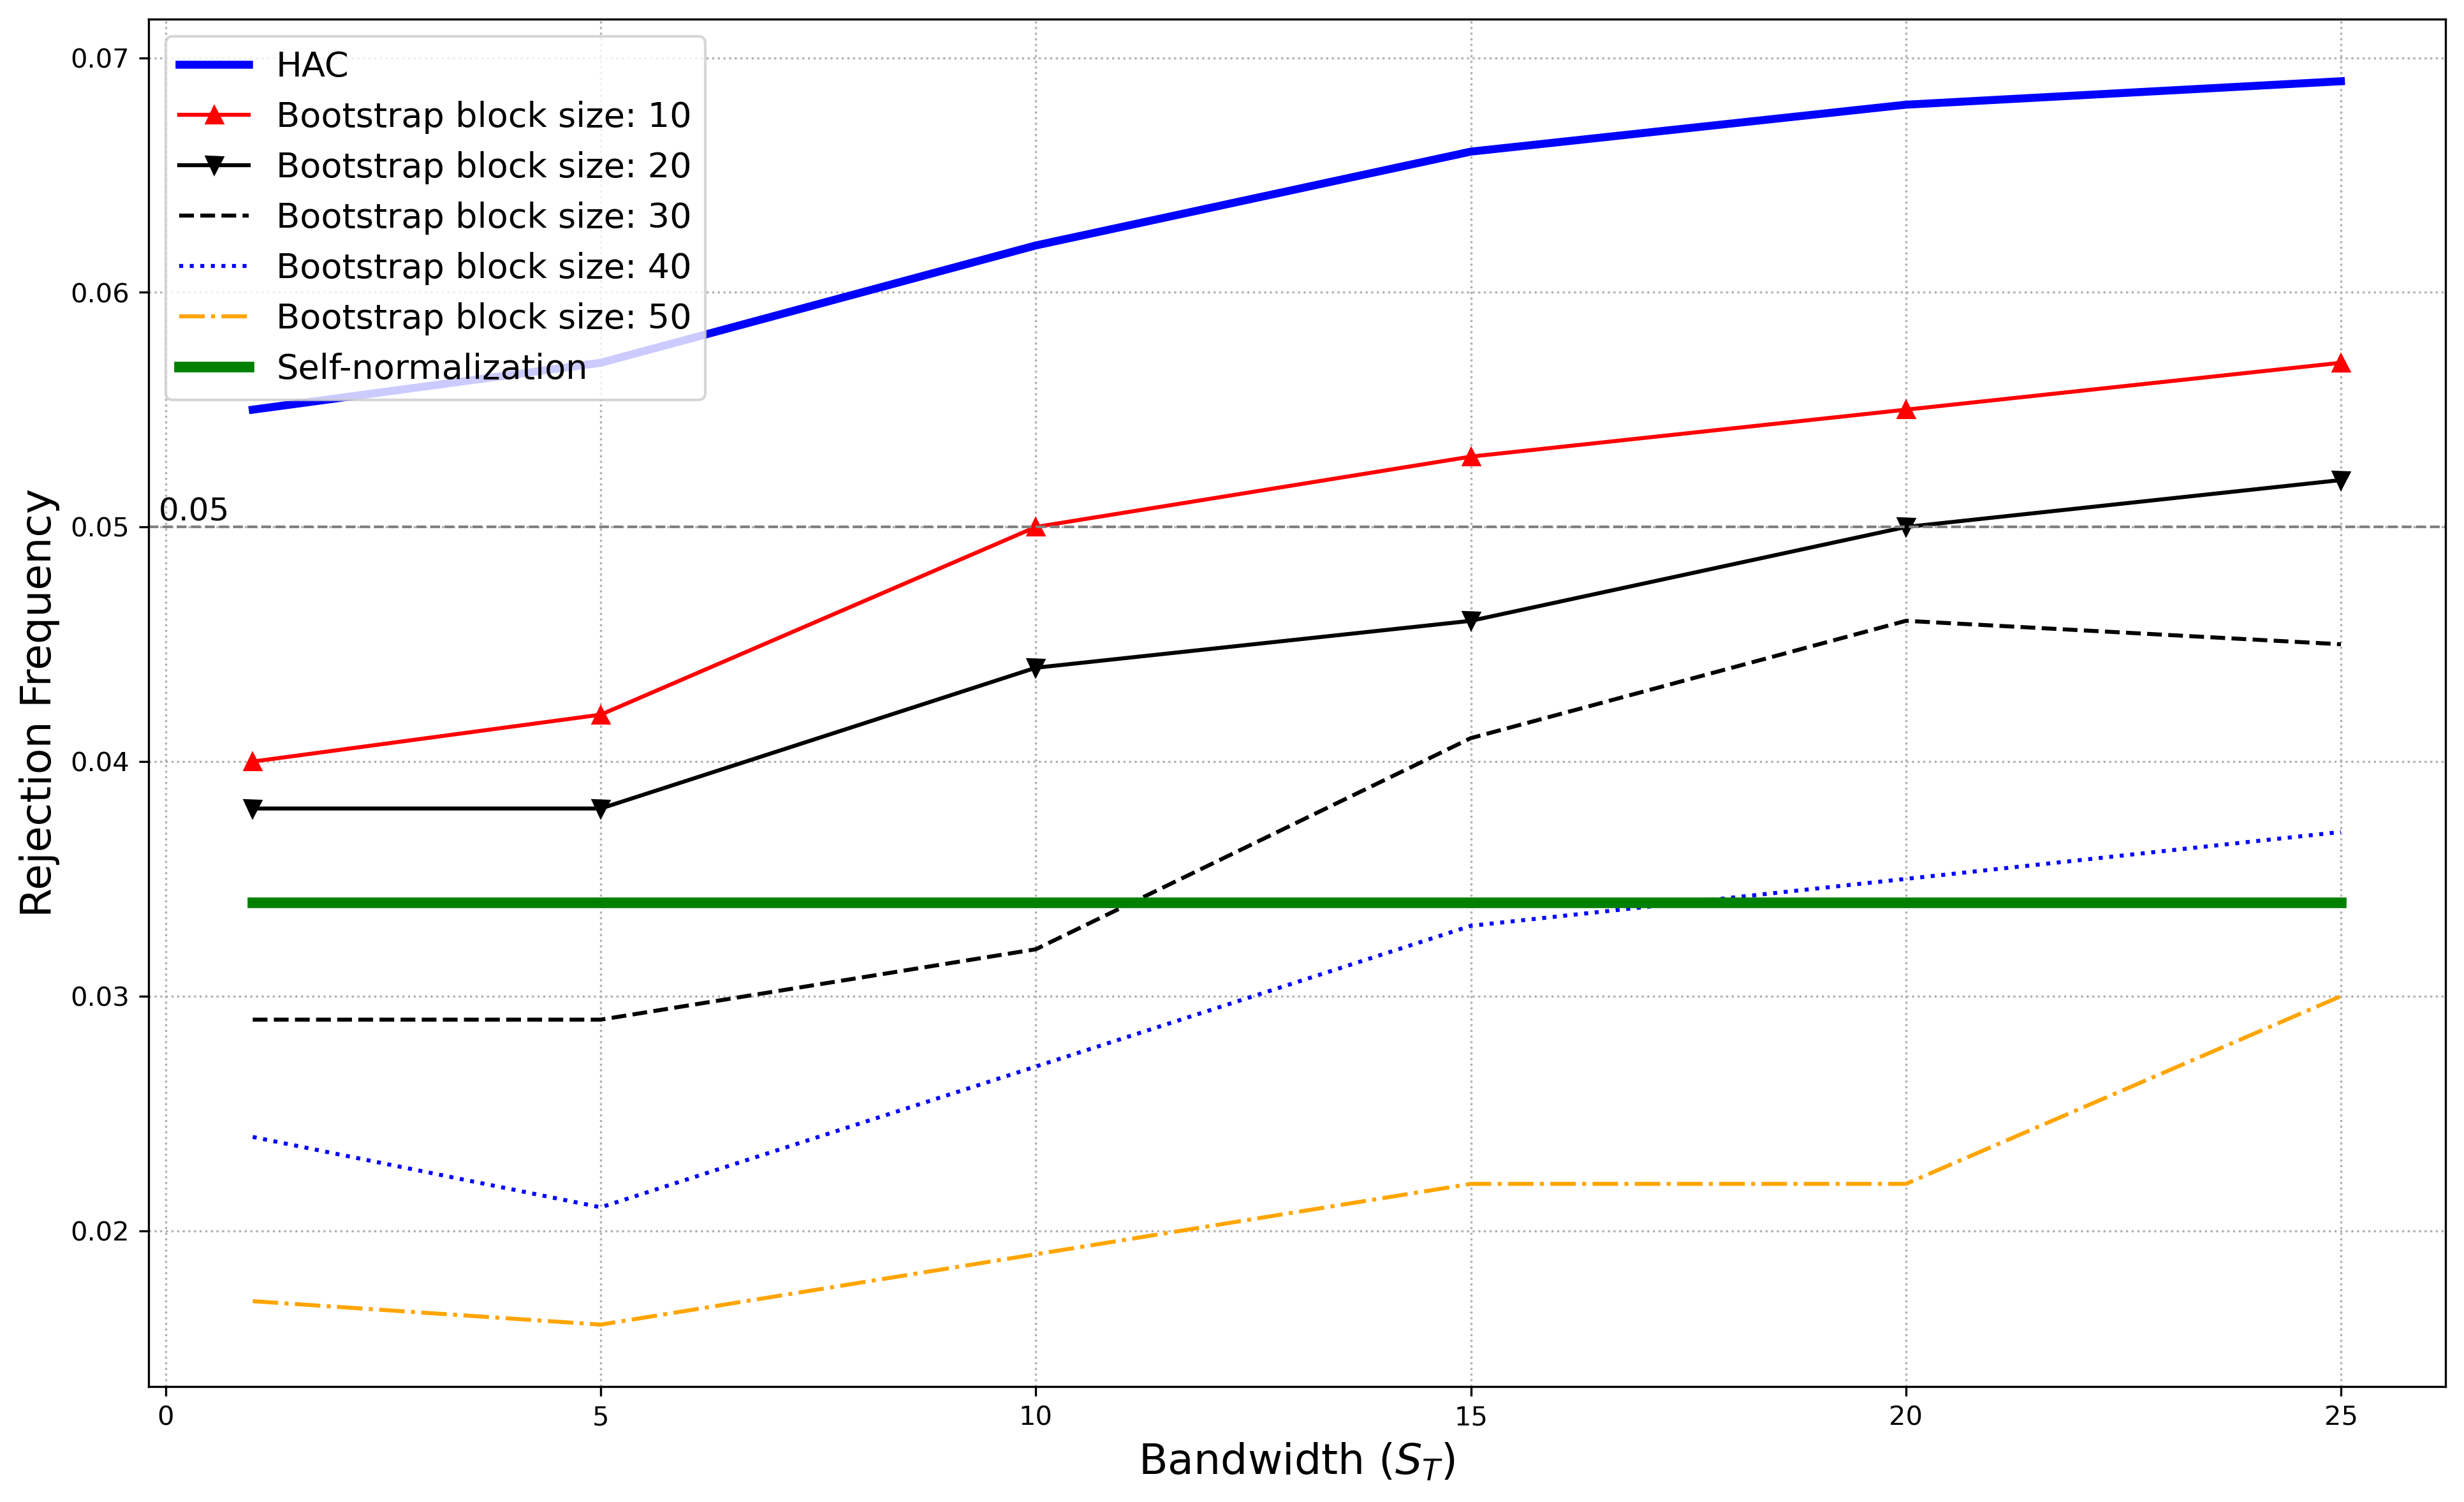 HAC
Bootstrap block size: 10
Bootstrap block size: 20
Bootstrap block size: 30
Bootstrap block size: 40
Bootstrap block size: 50
Self-normalization
0.07
0.06
0.05
0.05
0.04
0.03
0.02
Rejection Frequency
0 5 10 15 20 25
Bandwidth (S_T)